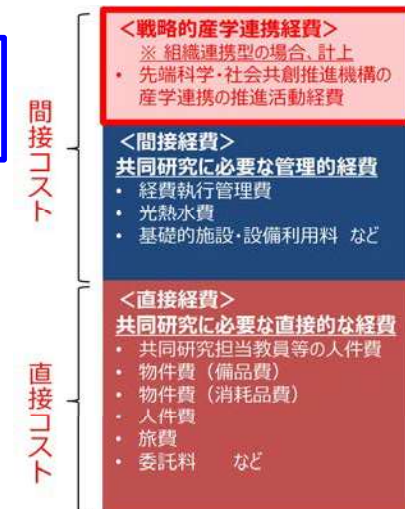 間接コスト
<戦略的産学連携経費>
※ 組織連携型の場合、計上
• 先端科学・社会共創推進機構の
産学連携の推進活動経費
<間接経費>
共同研究に必要な管理的経費
• 経費執行管理費
• 光熱水費
• 基礎的施設・設備利用料 など
直接コスト
<直接経費>
共同研究に必要な直接的な経費
• 共同研究担当教員等の人件費
• 物件費（備品費）
• 物件費（消耗品費）
- 人件費
• 旅費
• 委託料 など